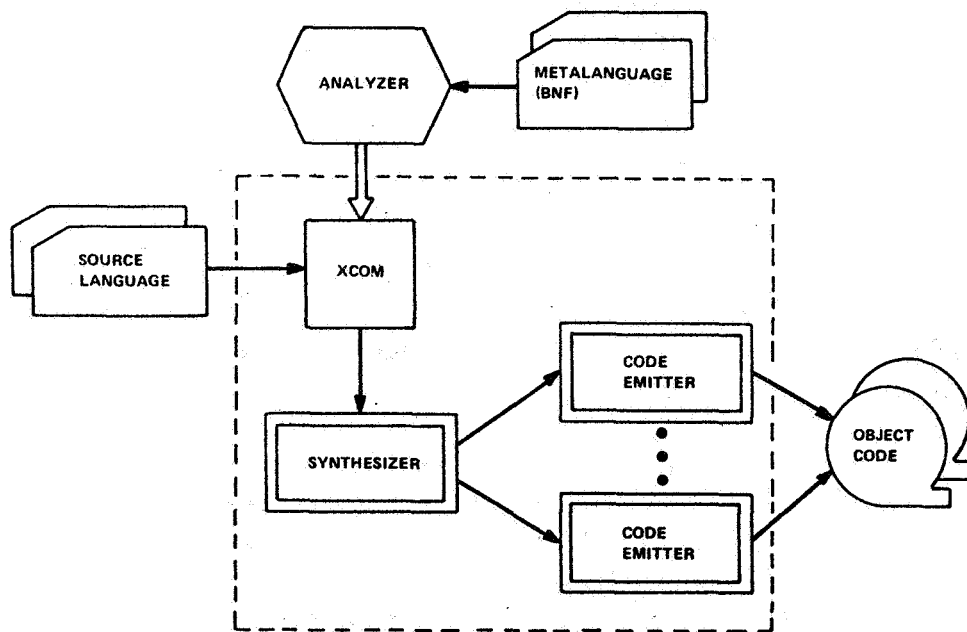 ANALYZER
METALANGUAGE
(BNF)
SOURCE
LANGUAGE
XCOM
CODE
EMITTER
SYNTHESIZER
OBJECT
CODE
CODE
EMITTER